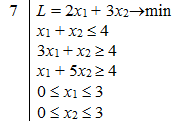 7 L = 2x1 + 3x2→min
x1 + x2 ≤ 4
3x1 + x2 ≥ 4
x1 + 5x2 ≥ 4
0 ≤ x1 ≤ 3
0 ≤ x2 ≤ 3